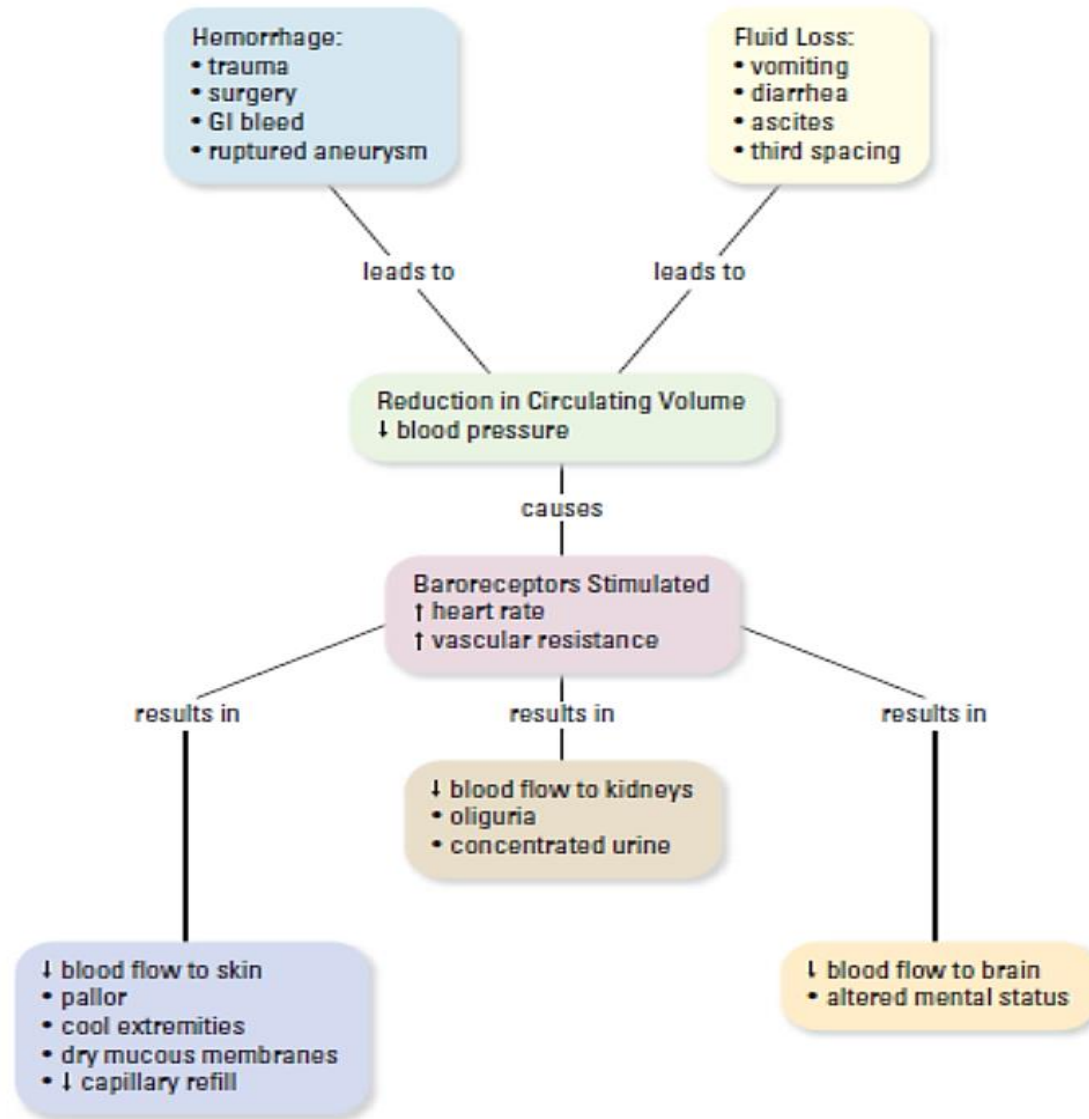 Hemorrhage:
• trauma
• surgery
• GI bleed
• ruptured aneurysm
Fluid Loss:
• vomiting
• diarrhea
• ascites
• third spacing
leads to
leads to
Reduction in Circulating Volume
↓ blood pressure
causes
Baroreceptors Stimulated
↑ heart rate
↑ vascular resistance
results in
results in
results in
↓ blood flow to kidneys
• oliguria
• concentrated urine
↓ blood flow to skin
• pallor
• cool extremities
• dry mucous membranes
• ↓ capillary refill
↓ blood flow to brain
• altered mental status